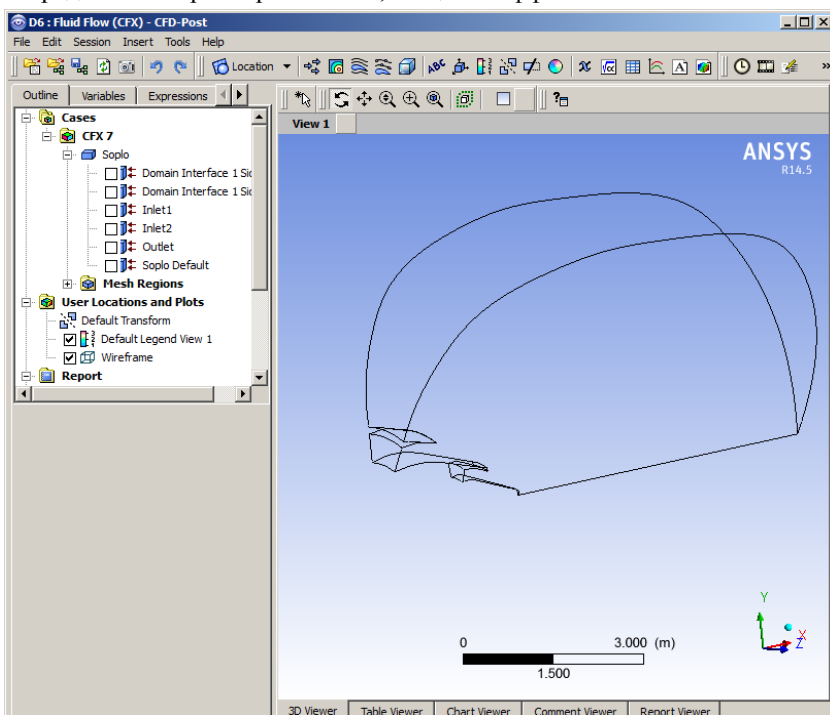 D6 : Fluid Flow (CFX) - CFD-Post
File Edit Session Insert Tools Help
Location
Outline Variables Expressions
View 1
Cases
CFX 7
Soplo
Domain Interface 1 Sic
Domain Interface 1 Sic
Inlet1
Inlet2
Outlet
Soplo Default
Mesh Regions
User Locations and Plots
Default Transform
Default Legend View 1
Wireframe
Report
ANSYS
R14.5
Y
X
Z
0 3.000 (m)
1.500
3D Viewer Table Viewer Chart Viewer Comment Viewer Report Viewer